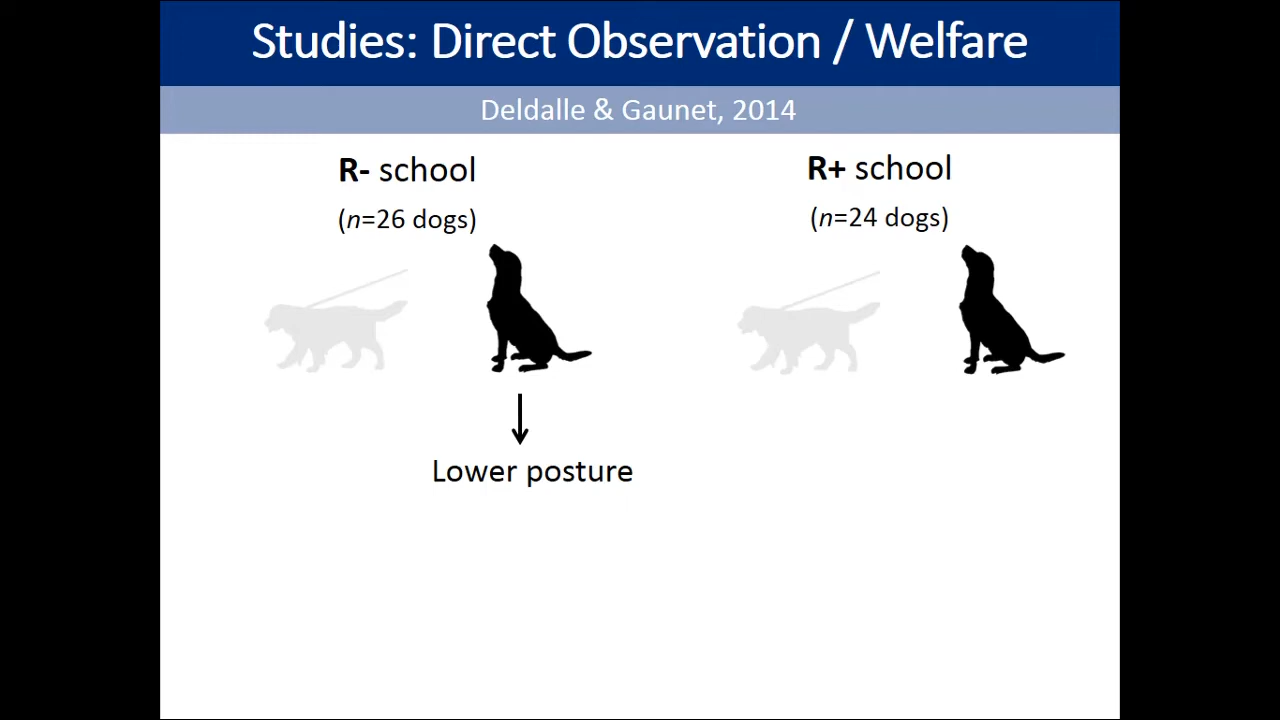 Studies: Direct Observation / Welfare
Deldalle & Gaunet, 2014
R- school
(n=26 dogs)
R+ school
(n=24 dogs)
Lower posture